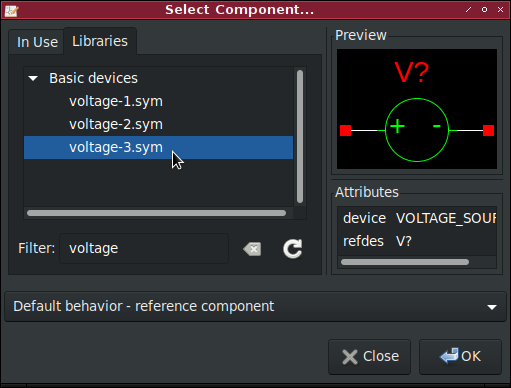 Select Component...
In Use
Libraries
Basic devices
voltage-1.sym
voltage-2.sym
voltage-3.sym
Filter:
voltage
Preview
V?
+ -
Attributes
device VOLTAGE_SOUR
refdes V?
Default behavior - reference component
Close
OK